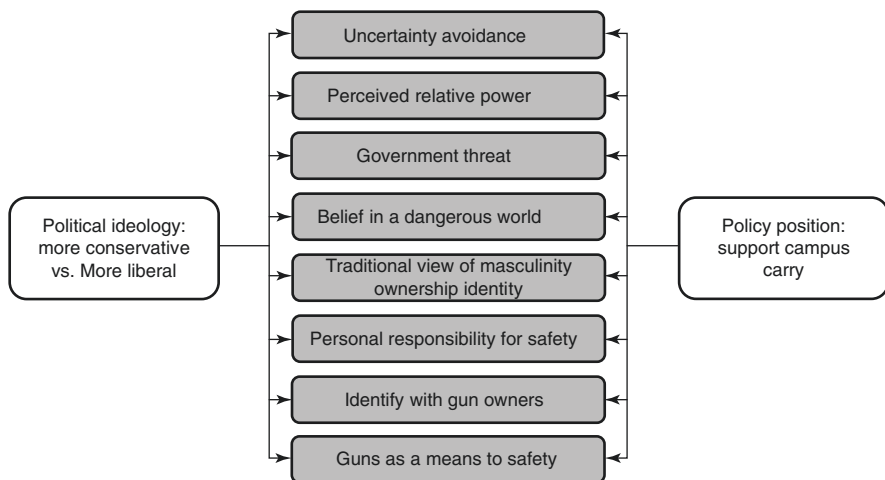 Uncertainty avoidance
Perceived relative power
Government threat
Belief in a dangerous world
Political ideology:
more conservative
vs. More liberal
Policy position:
support campus
carry
Traditional view of masculinity
ownership identity
Personal responsibility for safety
Identify with gun owners
Guns as a means to safety